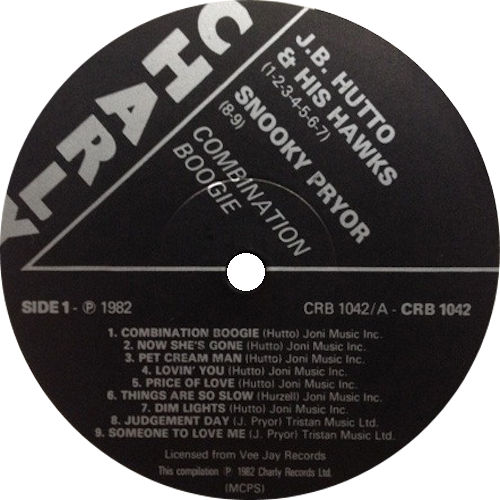 CHARLY
J.B. HUTTO
& HIS HAWKS
(1-2-3-4-5-6-7)
SNOOKY PRYOR
(8-9)
COMBINATION
BOOGIE
SIDE 1 - Ⓟ 1982
CRB 1042/A - CRB 1042
1. COMBINATION BOOGIE (Hutto) Joni Music Inc.
2. NOW SHE'S GONE (Hutto) Joni Music Inc.
3. PET CREAM MAN (Hutto) Joni Music Inc.
4. LOVIN' YOU (Hutto) Joni Music Inc.
5. PRICE OF LOVE (Hutto) Joni Music Inc.
6. THINGS ARE SO SLOW (Hurzell) Joni Music Inc.
7. DIM LIGHTS (Hutto) Joni Music Inc.
8. JUDGEMENT DAY (J. Pryor) Tristan Music Ltd.
9. SOMEONE TO LOVE ME (J. Pryor) Tristan Music Ltd.
Licensed from Vee Jay Records
This compilation Ⓟ 1982 Charly Records Ltd.
(MCPS)